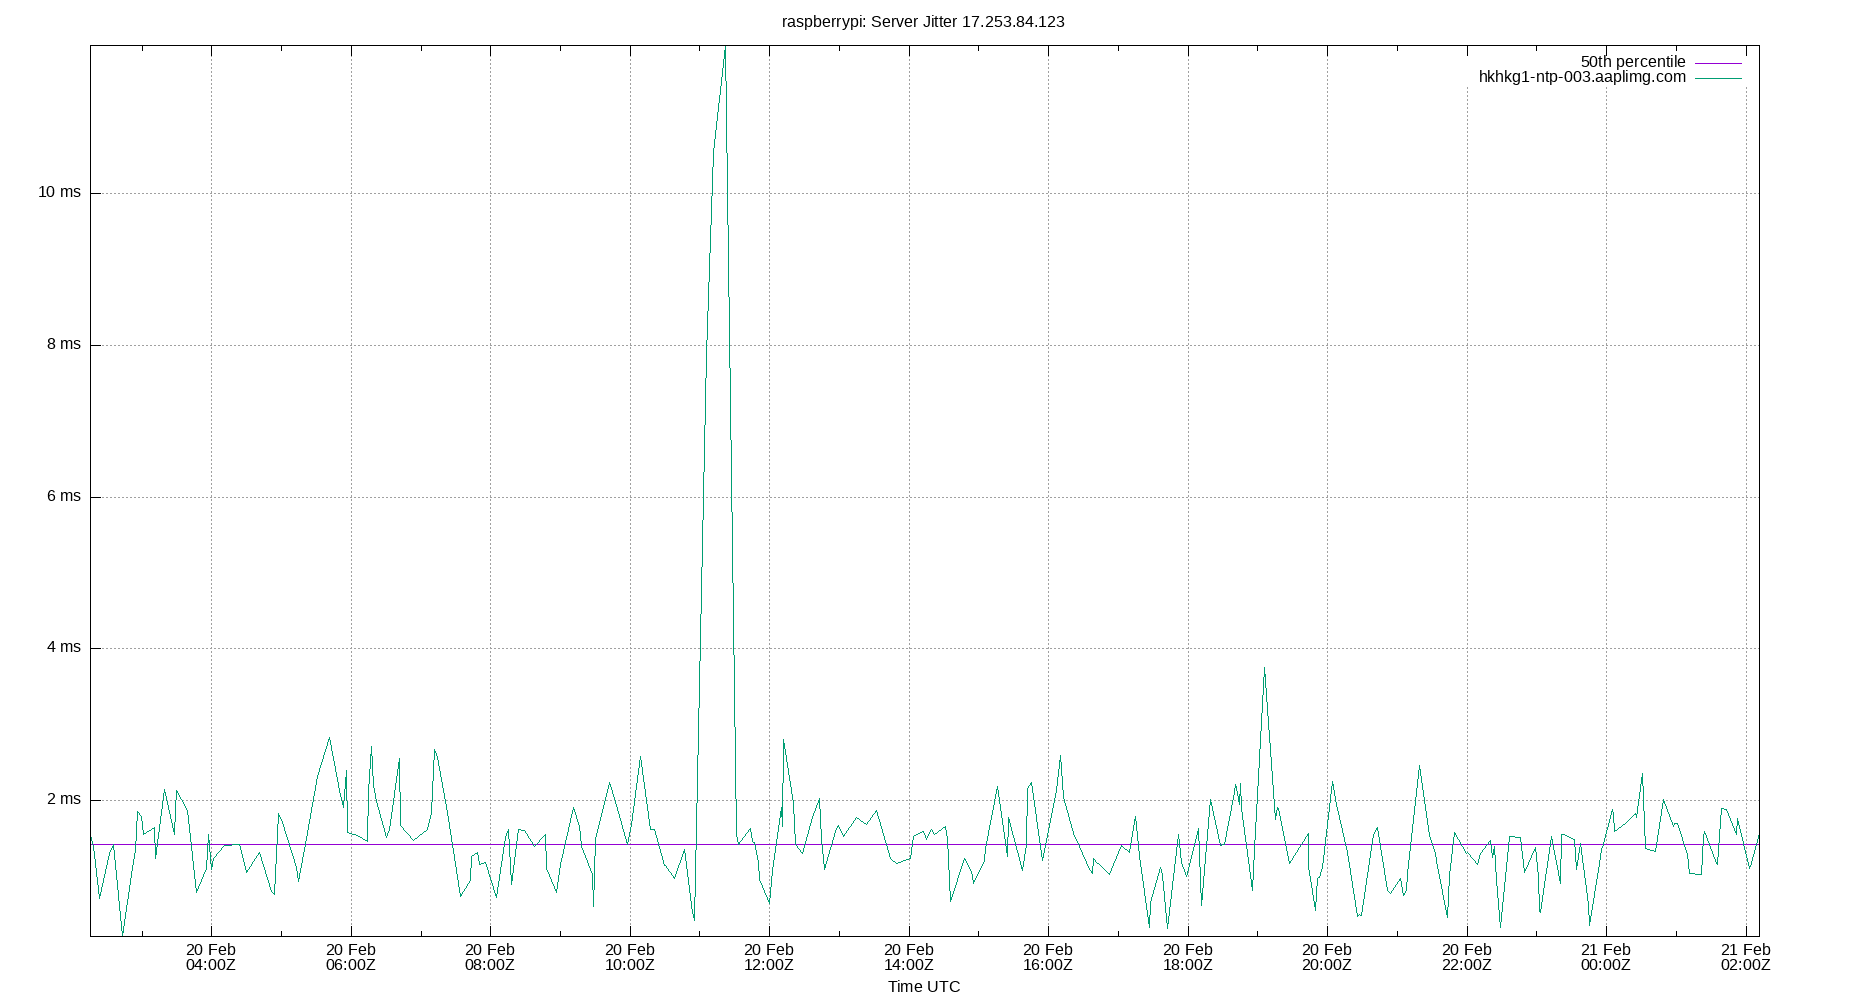 raspberrypi: Server Jitter 17.253.84.123
50th percentile
hkhkg1-ntp-003.aaplimg.com
10 ms
8 ms
6 ms
4 ms
2 ms
20 Feb 20 Feb 20 Feb 20 Feb 20 Feb 20 Feb 20 Feb 20 Feb 20 Feb 20 Feb 21 Feb 21 Feb
04:00Z 06:00Z 08:00Z 10:00Z 12:00Z 14:00Z 16:00Z 18:00Z 20:00Z 22:00Z 00:00Z 02:00Z
Time UTC